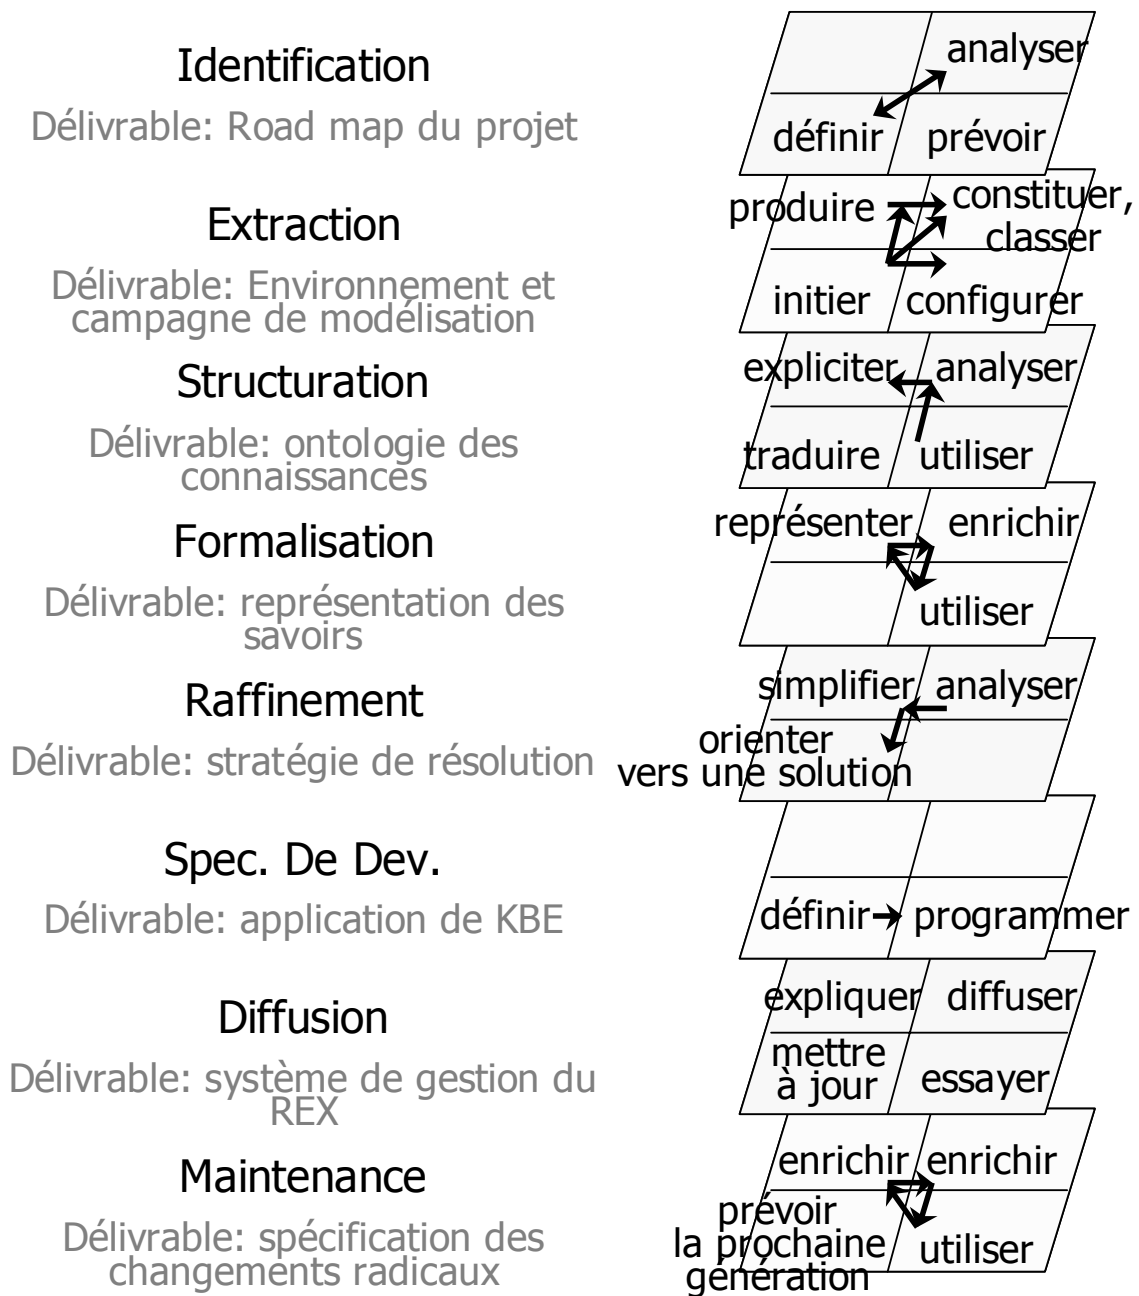 Identification
Délivrable: Road map du projet
analyser
définir prévoir
Extraction
Délivrable: Environnement et
campagne de modélisation
produire constituer,
classer
initier configurer
Structuration
Délivrable: ontologie des
connaissances
expliciter analyser
traduire utiliser
Formalisation
Délivrable: représentation des
savoirs
représenter enrichir
utiliser
Raffinement
Délivrable: stratégie de résolution
simplifier analyser
orienter
vers une solution
Spec. De Dev.
Délivrable: application de KBE
définir programmer
Diffusion
Délivrable: système de gestion du
REX
expliquer diffuser
mettre
à jour essayer
Maintenance
Délivrable: spécification des
changements radicaux
enrichir enrichir
prévoir
la prochaine
génération
utiliser